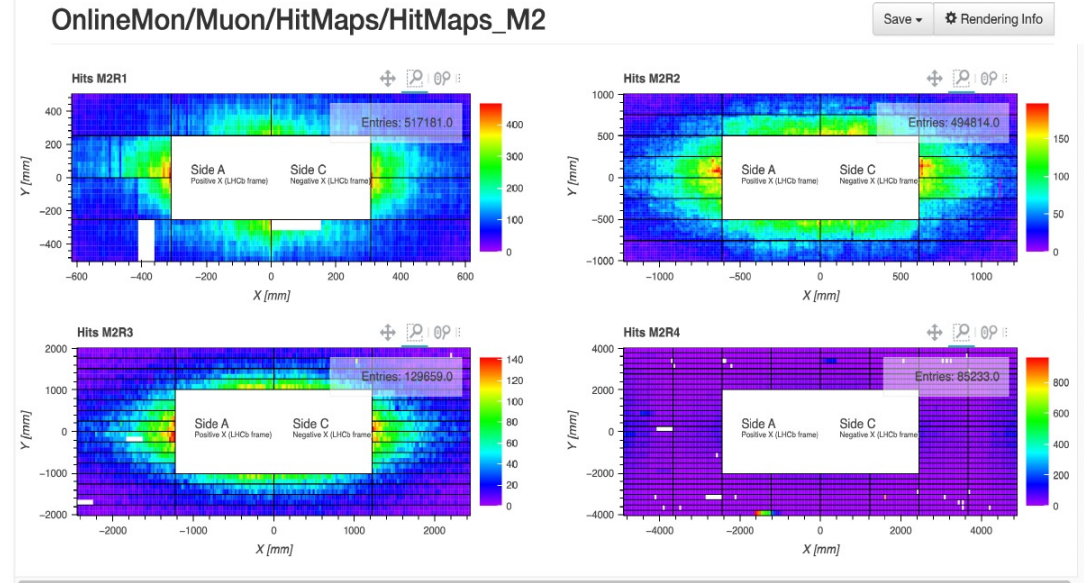 OnlineMon/Muon/HitMaps/HitMaps_M2
Save
Rendering Info
Hits M2R1
Entries: 517181.0
Side A
Positive X (LHCb frame)
Side C
Negative X (LHCb frame)
Y [mm]
400
200
0
−200
−400
−600
−400
−200
0
200
400
600
X [mm]
400
300
200
100
0
Hits M2R2
Entries: 494814.0
Side A
Positive X (LHCb frame)
Side C
Negative X (LHCb frame)
Y [mm]
1000
500
0
−500
−1000
−1000
−500
0
500
1000
X [mm]
150
100
50
0
Hits M2R3
Entries: 129659.0
Side A
Positive X (LHCb frame)
Side C
Negative X (LHCb frame)
Y [mm]
2000
1000
0
−1000
−2000
−2000
−1000
0
1000
2000
X [mm]
140
120
100
80
60
40
20
0
Hits M2R4
Entries: 85233.0
Side A
Positive X (LHCb frame)
Side C
Negative X (LHCb frame)
Y [mm]
4000
2000
0
−2000
−4000
−4000
−2000
0
2000
4000
X [mm]
800
600
400
200
0